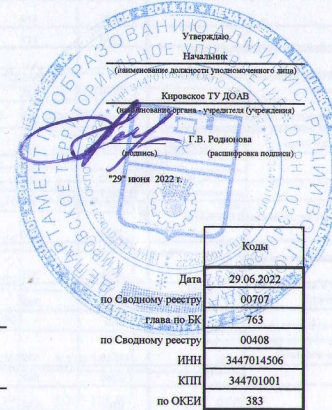 Утверждаю
Начальник
(наименование должности уполномоченного лица)
Кировское ТУ ДОАВ
(наименование органа - учредителя (учреждения)
Г.В. Родионова
(подпись) (расшифровка подписи)
"29" июня 2022 г.
Коды
Дата 29.06.2022
по Сводному реестру 00707
глава по БК 763
по Сводному реестру 00408
ИНН 3447014506
КПП 344701001
по ОКЕИ 383